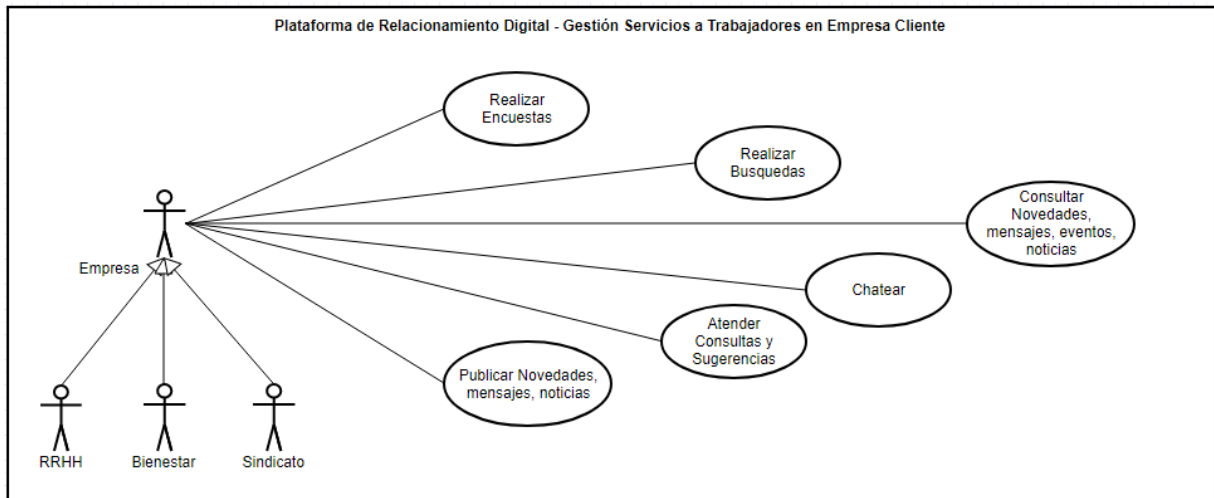 Plataforma de Relacionamiento Digital - Gestión Servicios a Trabajadores en Empresa Cliente
Realizar
Encuestas
Realizar
Busquedas
Consultar
Novedades,
mensajes, eventos,
noticias
Empresa
Chatear
Atender
Consultas y
Sugerencias
Publicar Novedades,
mensajes, noticias
RRHH
Bienestar
Sindicato